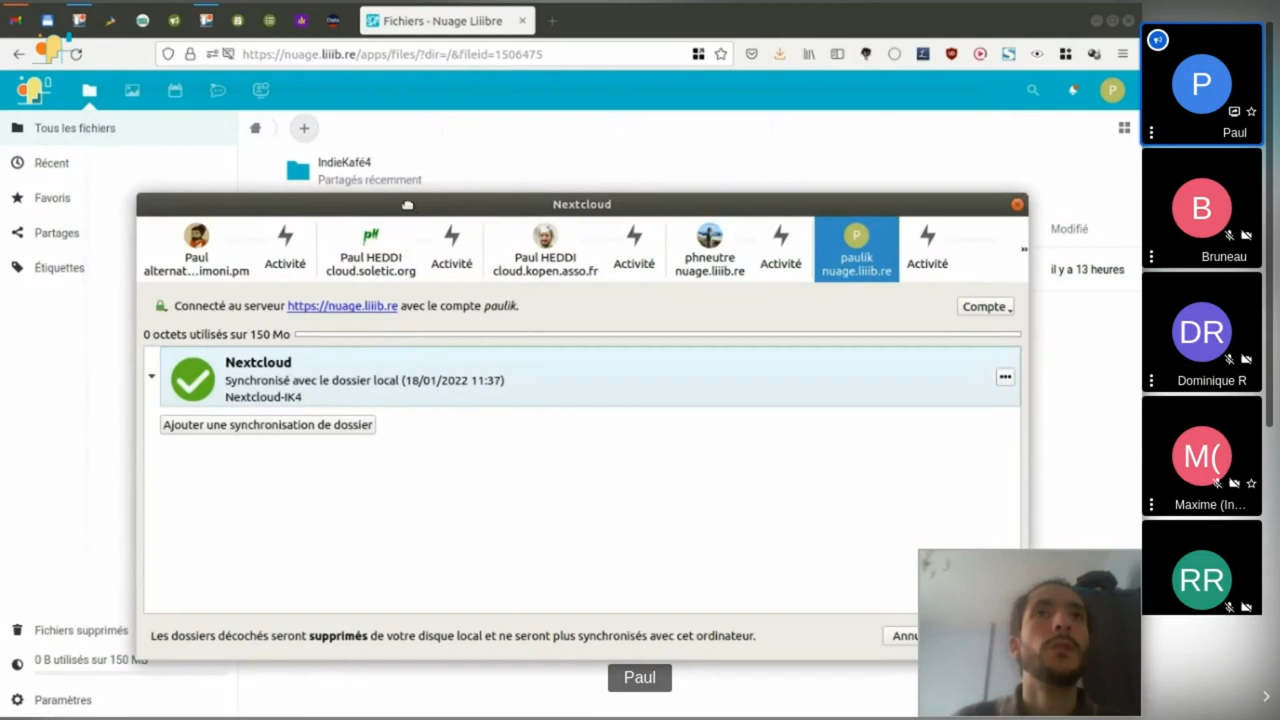 Fichiers - Nuage Liiibre
https://nuage.liiib.re/apps/files/?dir=/&fileid=1506475
P
Tous les fichiers
Récent
Favoris
Partages
Étiquettes
IndieKafé4
Partagés récemment
Modifié
il y a 13 heures
Nextcloud
Paul
alternat...imoni.pm
Activité
pH
Paul HEDDI
cloud.soletic.org
Activité
Paul HEDDI
cloud.kopen.asso.fr
Activité
phneutre
nuage.liiib.re
Activité
P
paulik
nuage.liiib.re
Activité
»
Connecté au serveur https://nuage.liiib.re avec le compte paulik.
Compte
0 octets utilisés sur 150 Mo
Nextcloud
Synchronisé avec le dossier local (18/01/2022 11:37)
Nextcloud-IK4
Ajouter une synchronisation de dossier
Les dossiers décochés seront supprimés de votre disque local et ne seront plus synchronisés avec cet ordinateur.
Annu
Fichiers supprimés
0 B utilisés sur 150 MB
Paramètres
Paul
P
Paul
B
Bruneau
DR
Dominique R
M(
Maxime (In...
RR